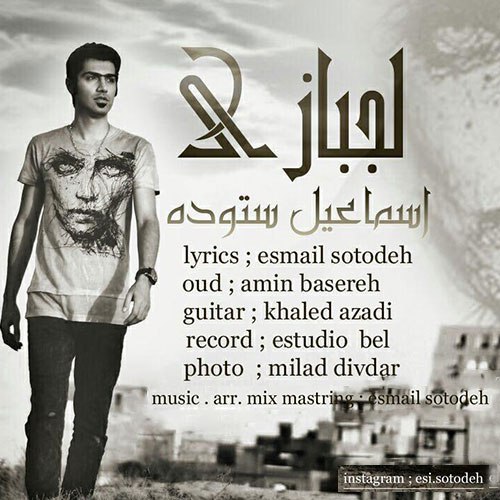 لجبازی
اسماعیل ستوده
lyrics ; esmail sotodeh
oud ; amin basereh
guitar ; khaled azadi
record ; estudio bel
photo ; milad divdar
music . arr. mix mastring ; esmail sotodeh
instagram ; esi.sotodeh